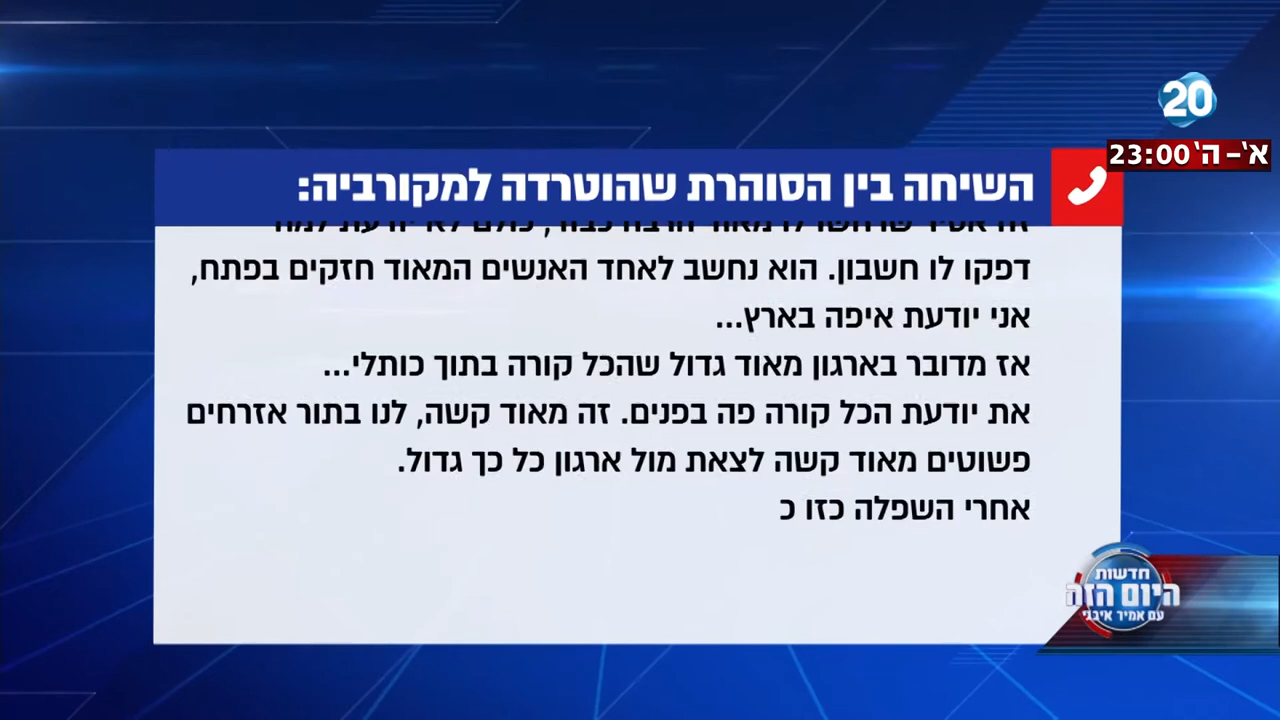 20
א'-ה' 23:00
השיחה בין הסוהרת שהוטרדה למקורביה:
דפקו לו חשבון. הוא נחשב לאחד האנשים המאוד חזקים בפתח,
אני יודעת איפה בארץ...
אז מדובר בארגון מאוד גדול שהכל קורה בתוך כותלי...
את יודעת הכל קורה פה בפנים. זה מאוד קשה, לנו בתור אזרחים
פשוטים מאוד קשה לצאת מול ארגון כל כך גדול.
אחרי השפלה כזו כ
חדשות
היום הזה
עם אמיר איבגי